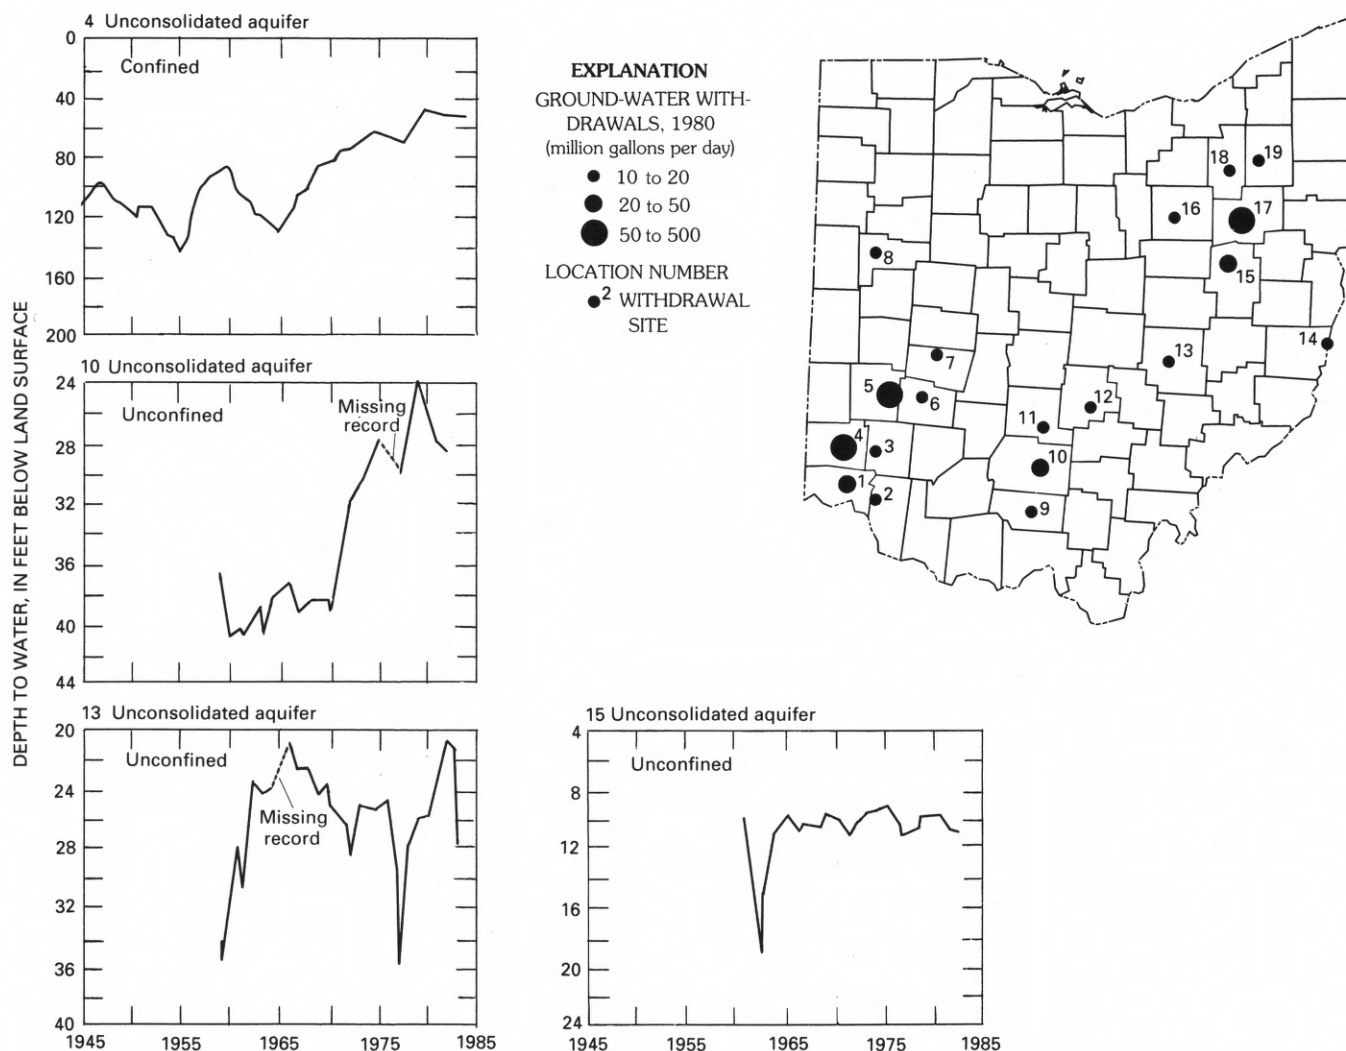 4 Unconsolidated aquifer
0
40
80
120
160
200
Confined
DEPTH TO WATER, IN FEET BELOW LAND SURFACE
10 Unconsolidated aquifer
24
28
32
36
40
44
Unconfined
Missing
record
13 Unconsolidated aquifer
20
24
28
32
36
40
Unconfined
Missing
record
1945
1955
1965
1975
1985
15 Unconsolidated aquifer
4
8
12
16
20
24
Unconfined
1945
1955
1965
1975
1985
EXPLANATION
GROUND-WATER WITH-
DRAWALS, 1980
(million gallons per day)
10 to 20
20 to 50
50 to 500
LOCATION NUMBER
2 WITHDRAWAL
SITE
18
19
16
17
8
15
14
7
13
5
6
12
11
4
3
10
1
2
9